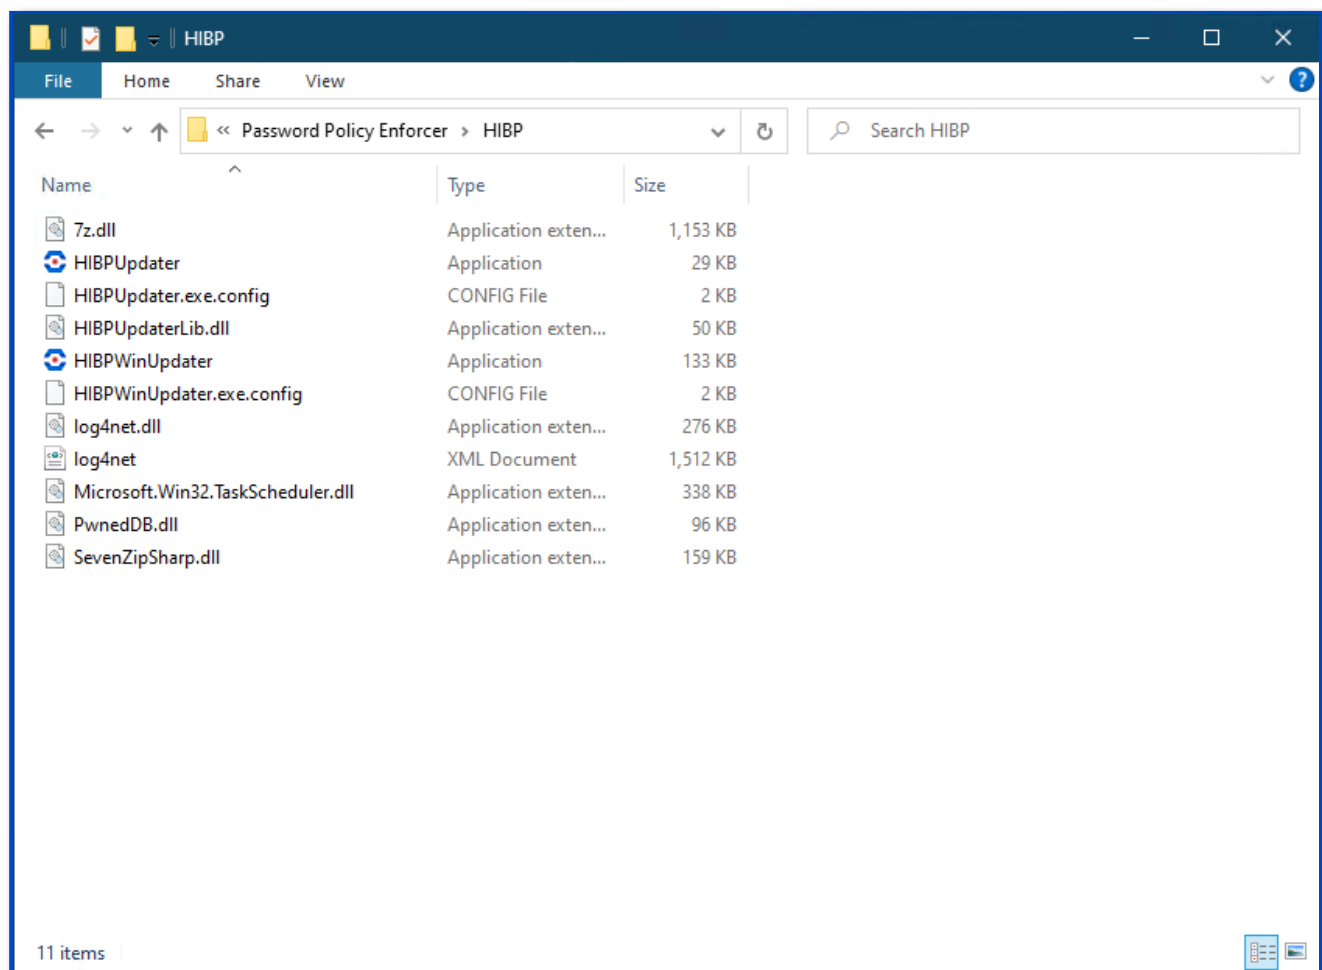 HIBP
File Home Share View
« Password Policy Enforcer > HIBP Search HIBP
Name Type Size
7z.dll Application exten... 1,153 KB
HIBPUpdater Application 29 KB
HIBPUpdater.exe.config CONFIG File 2 KB
HIBPUpdaterLib.dll Application exten... 50 KB
HIBPWinUpdater Application 133 KB
HIBPWinUpdater.exe.config CONFIG File 2 KB
log4net.dll Application exten... 276 KB
log4net XML Document 1,512 KB
Microsoft.Win32.TaskScheduler.dll Application exten... 338 KB
PwnedDB.dll Application exten... 96 KB
SevenZipSharp.dll Application exten... 159 KB
11 items